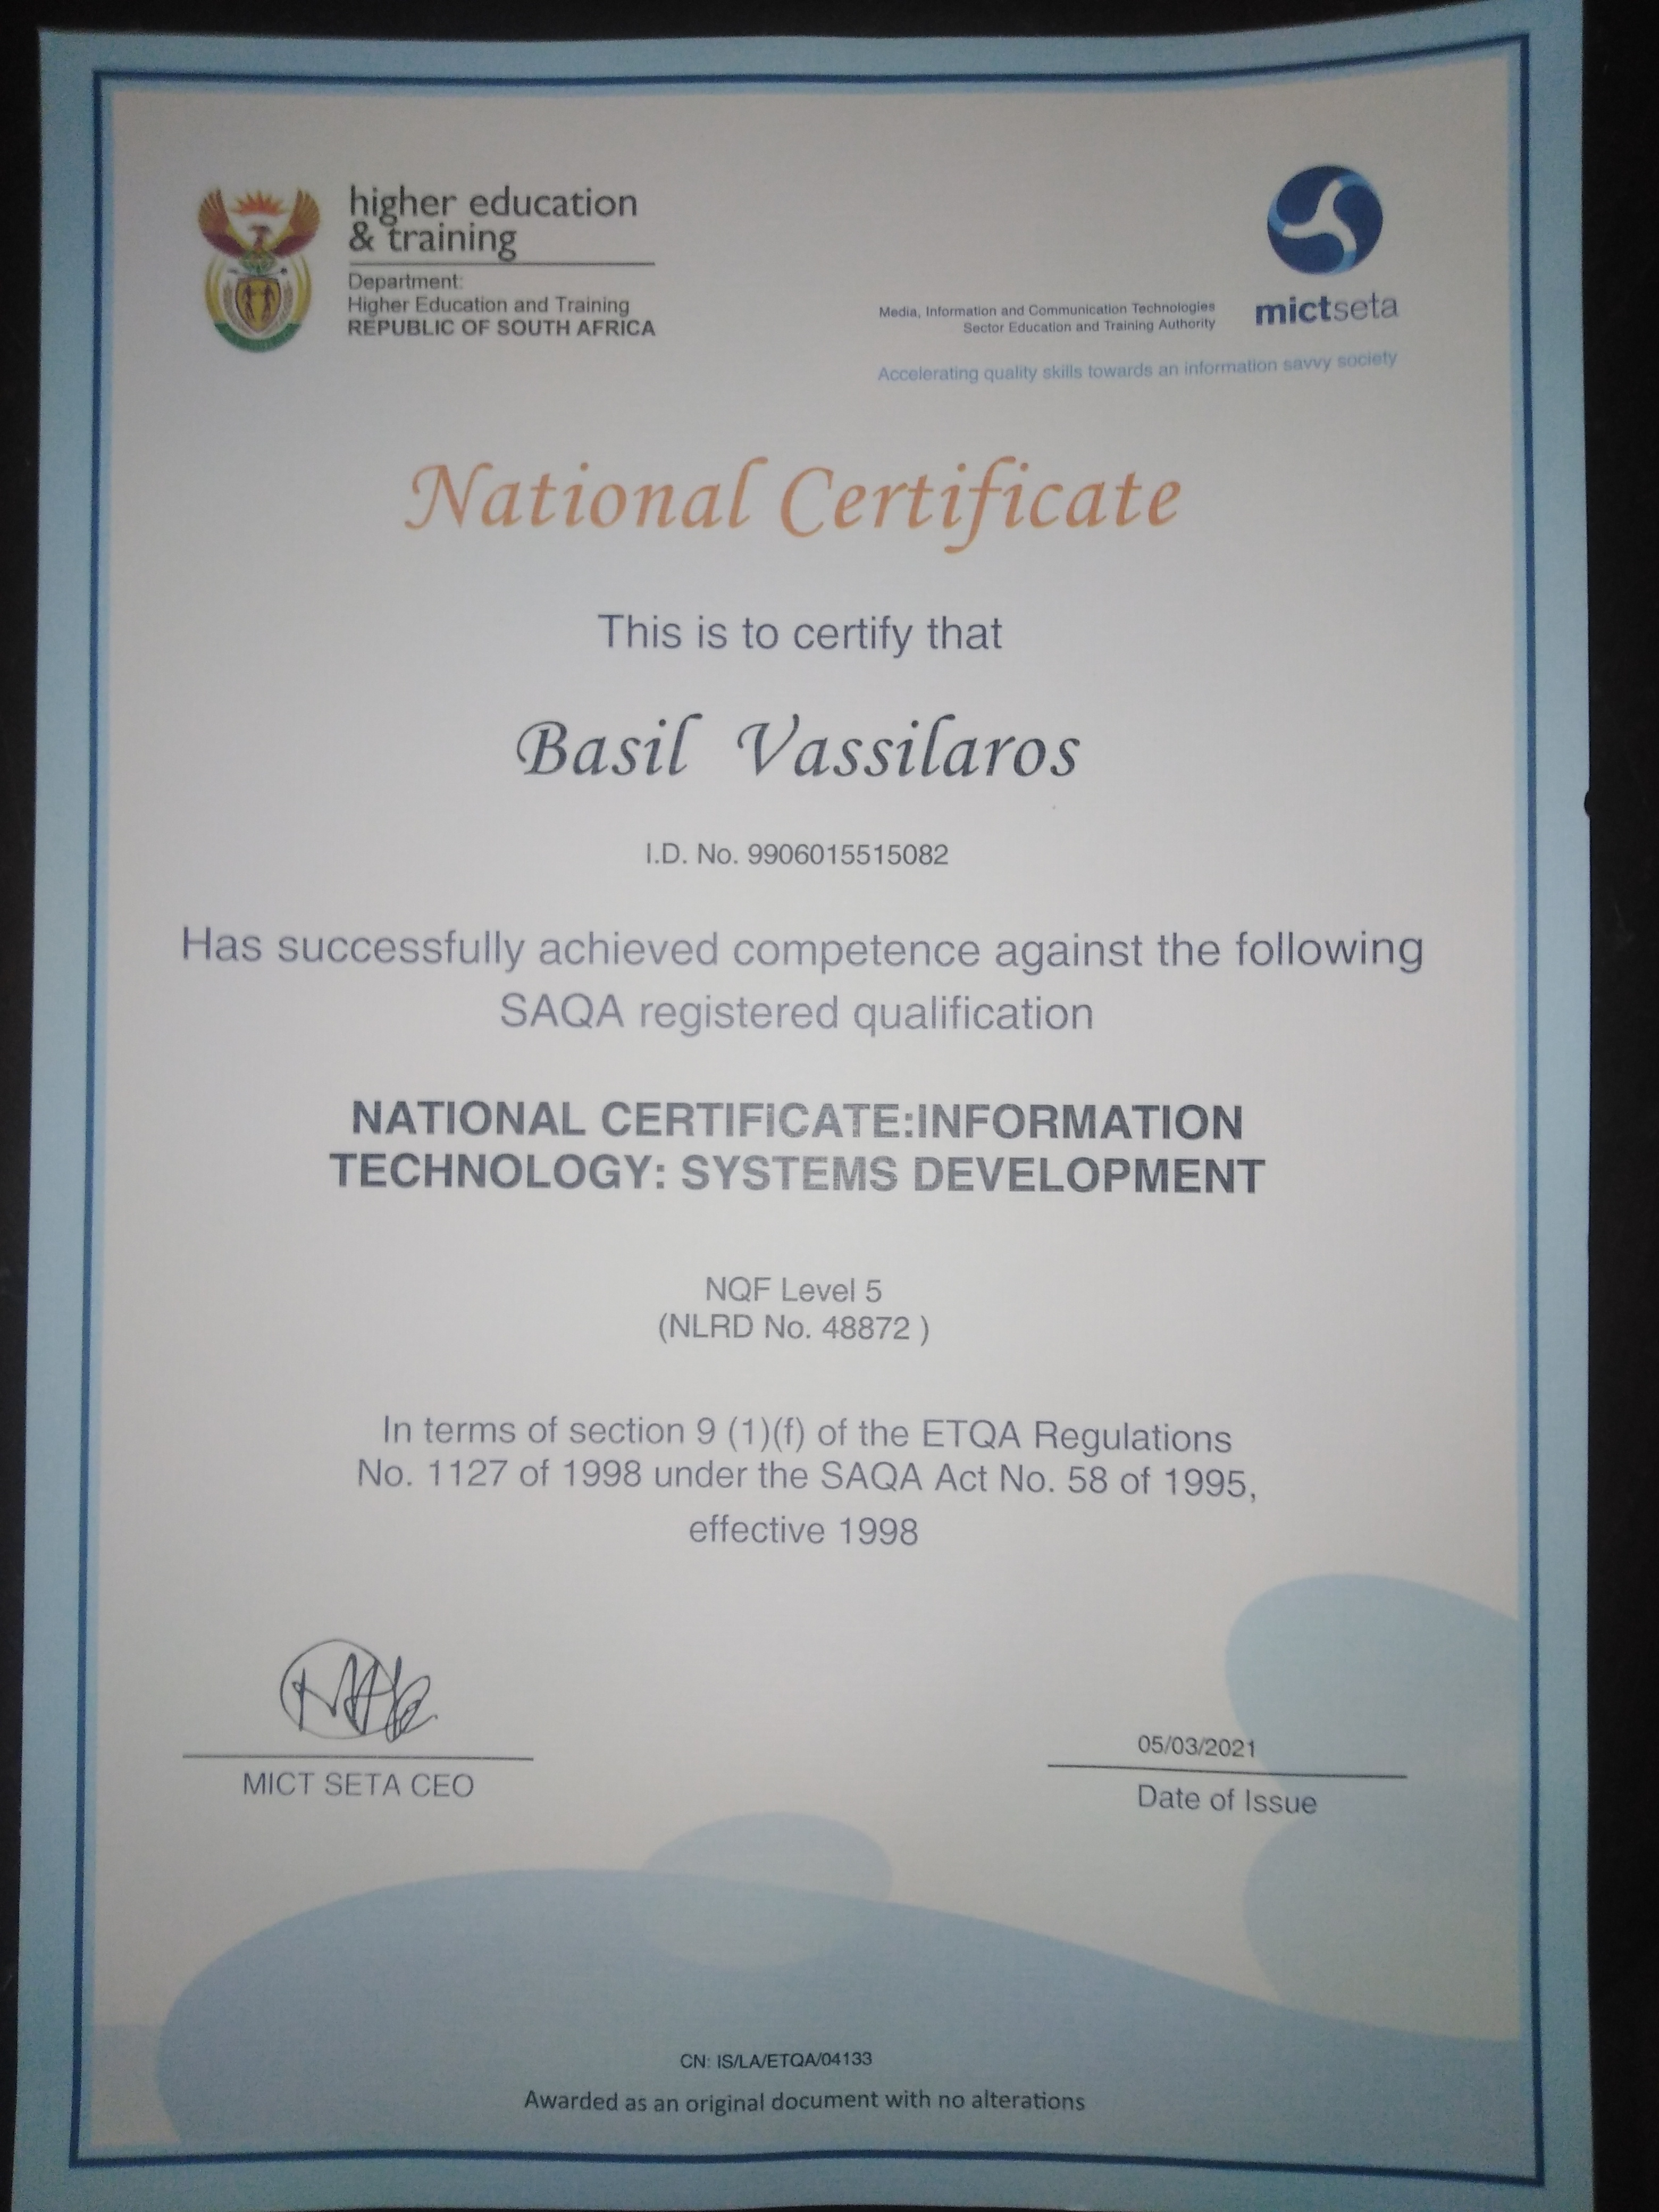 higher education
& training
Department:
Higher Education and Training
REPUBLIC OF SOUTH AFRICA
Media, Information and Communication Technologies
Sector Education and Training Authority
mictseta
Accelerating quality skills towards an information savvy society
National Certificate
This is to certify that
Basil Vassilaros
I.D. No. 9906015515082
Has successfully achieved competence against the following
SAQA registered qualification
NATIONAL CERTIFICATE:INFORMATION
TECHNOLOGY: SYSTEMS DEVELOPMENT
NQF Level 5
(NLRD No. 48872 )
In terms of section 9 (1)(f) of the ETQA Regulations
No. 1127 of 1998 under the SAQA Act No. 58 of 1995,
effective 1998
05/03/2021
MICT SETA CEO
Date of Issue
CN: IS/LA/ETQA/04133
Awarded as an original document with no alterations